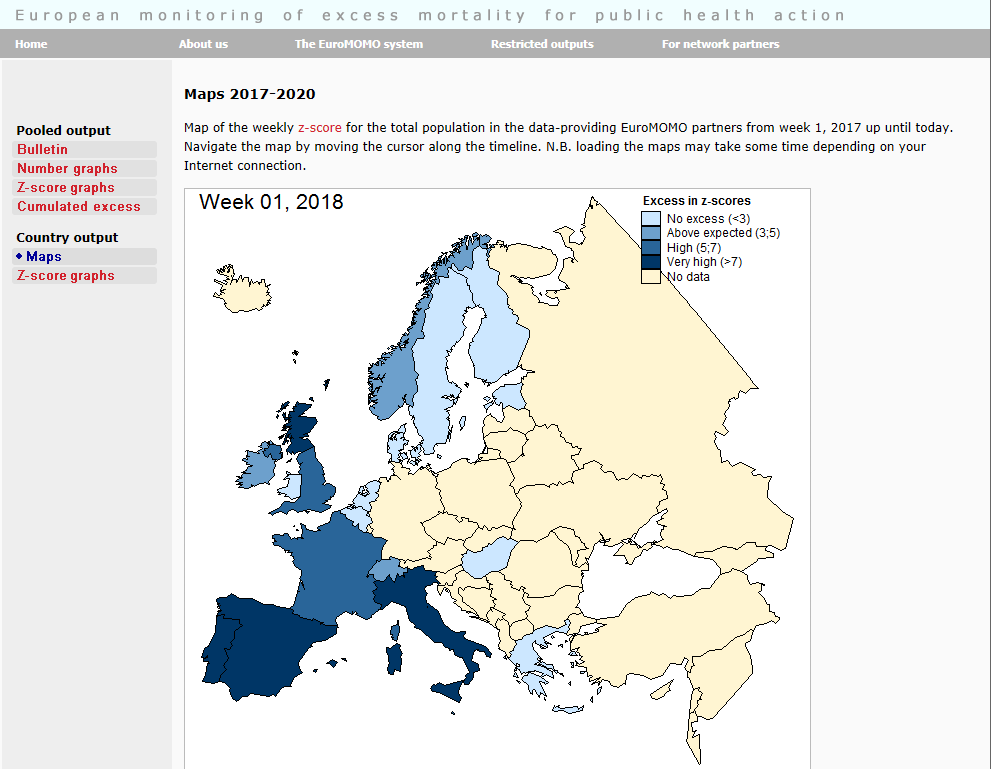 European monitoring of excess mortality for public health action
Home About us The EuroMOMO system Restricted outputs For network partners
Pooled output
Bulletin
Number graphs
Z-score graphs
Cumulated excess
Country output
Maps
Z-score graphs
Maps 2017-2020
Map of the weekly z-score for the total population in the data-providing EuroMOMO partners from week 1, 2017 up until today.
Navigate the map by moving the cursor along the timeline. N.B. loading the maps may take some time depending on your
Internet connection.
Week 01, 2018
Excess in z-scores
No excess (<3)
Above expected (3;5)
High (5;7)
Very high (>7)
No data